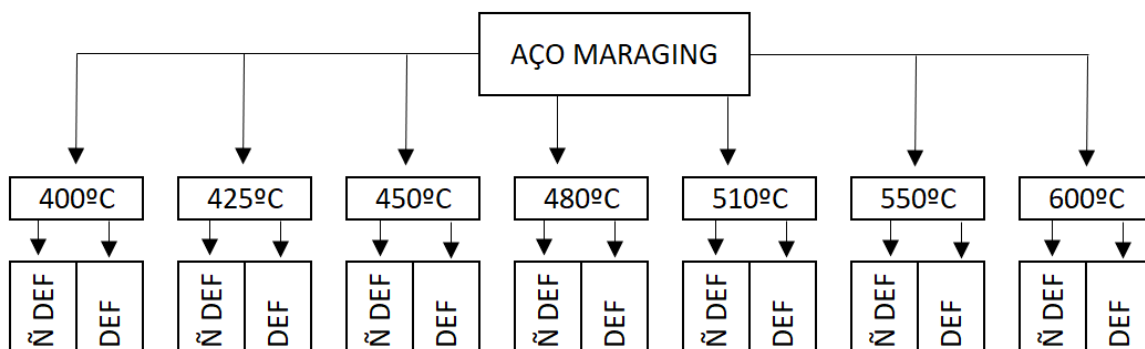 AÇO MARAGING
400ºC 425ºC 450ºC 480ºC 510ºC 550ºC 600ºC
Ñ DEF DEF Ñ DEF DEF Ñ DEF DEF Ñ DEF DEF Ñ DEF DEF Ñ DEF DEF Ñ DEF DEF